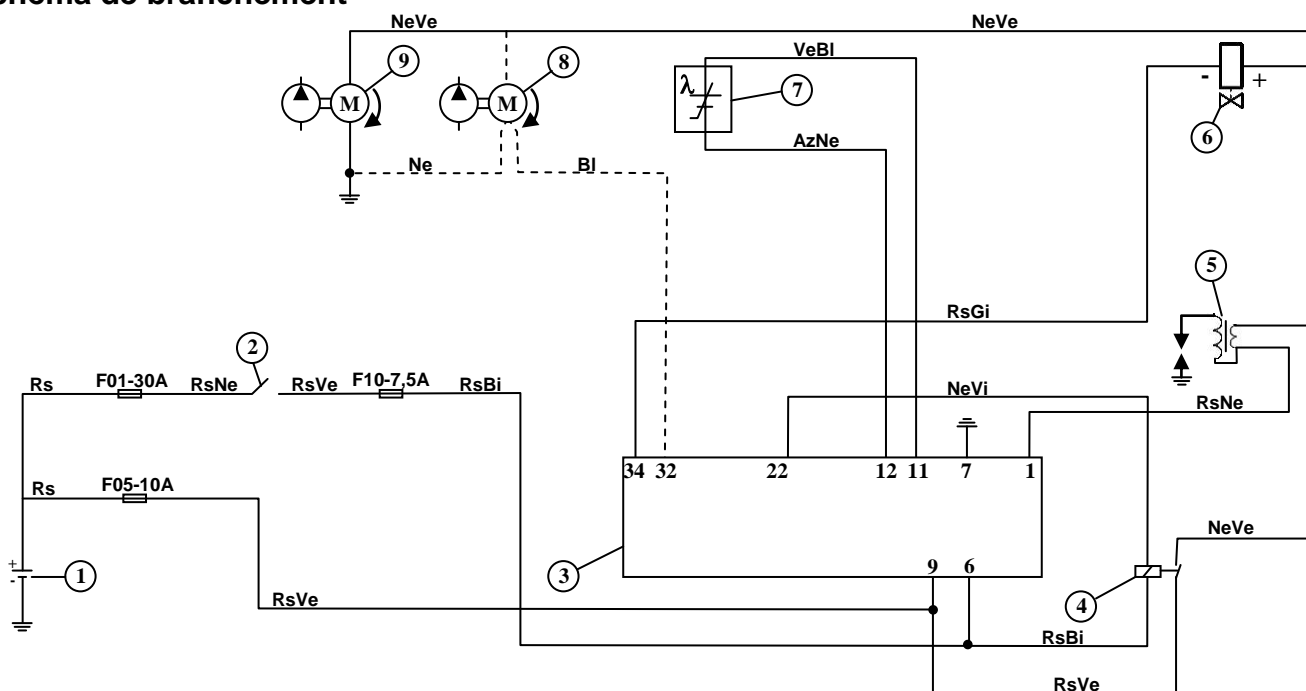 NeVe NeVe
VeBl
9 8 λ 7 - +
M M
6
AzNe
Ne Bl
5
RsGi
2
Rs F01-30A RsNe RsVe F10-7,5A RsBi NeVi
RsNe
34 32 22 12 11 7 1
Rs F05-10A
NeVe
+
- 1 3 9 6
4
RsVe
RsBi
RsVe